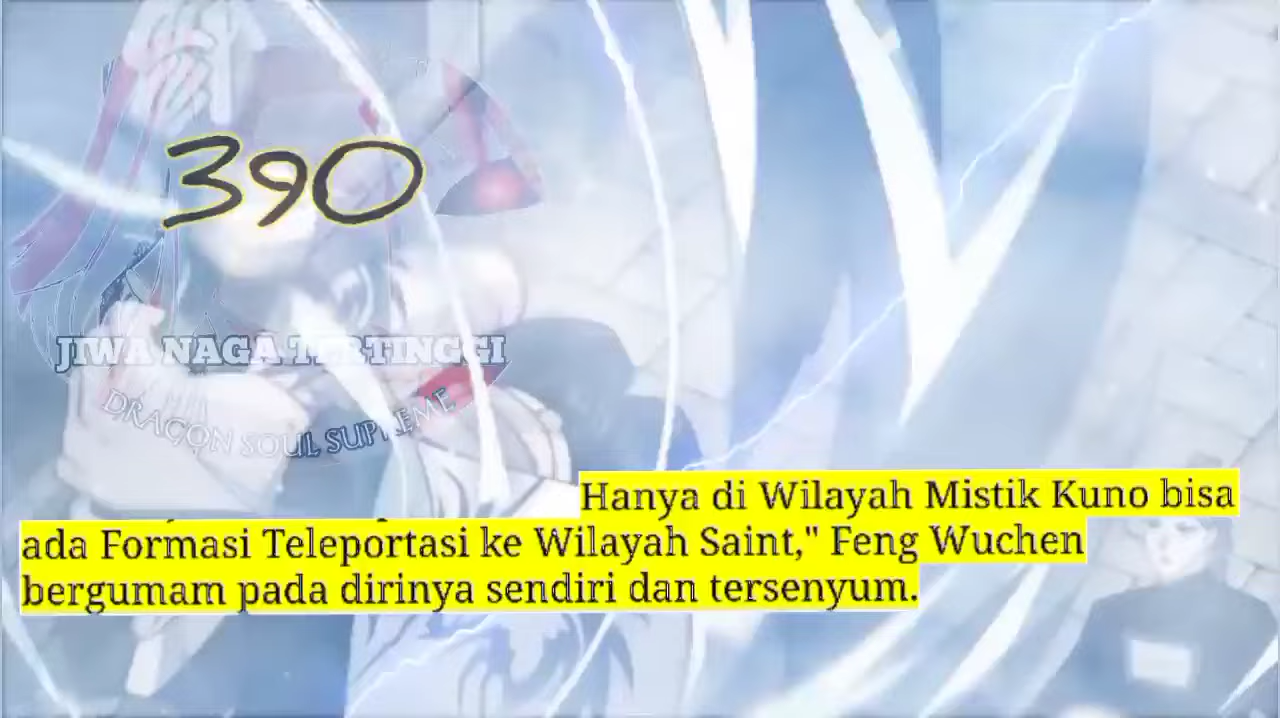 390
JIWA NAGA TERTINGGI
DRAGON SOUL SUPREME
Hanya di Wilayah Mistik Kuno bisa
ada Formasi Teleportasi ke Wilayah Saint," Feng Wuchen
bergumam pada dirinya sendiri dan tersenyum.